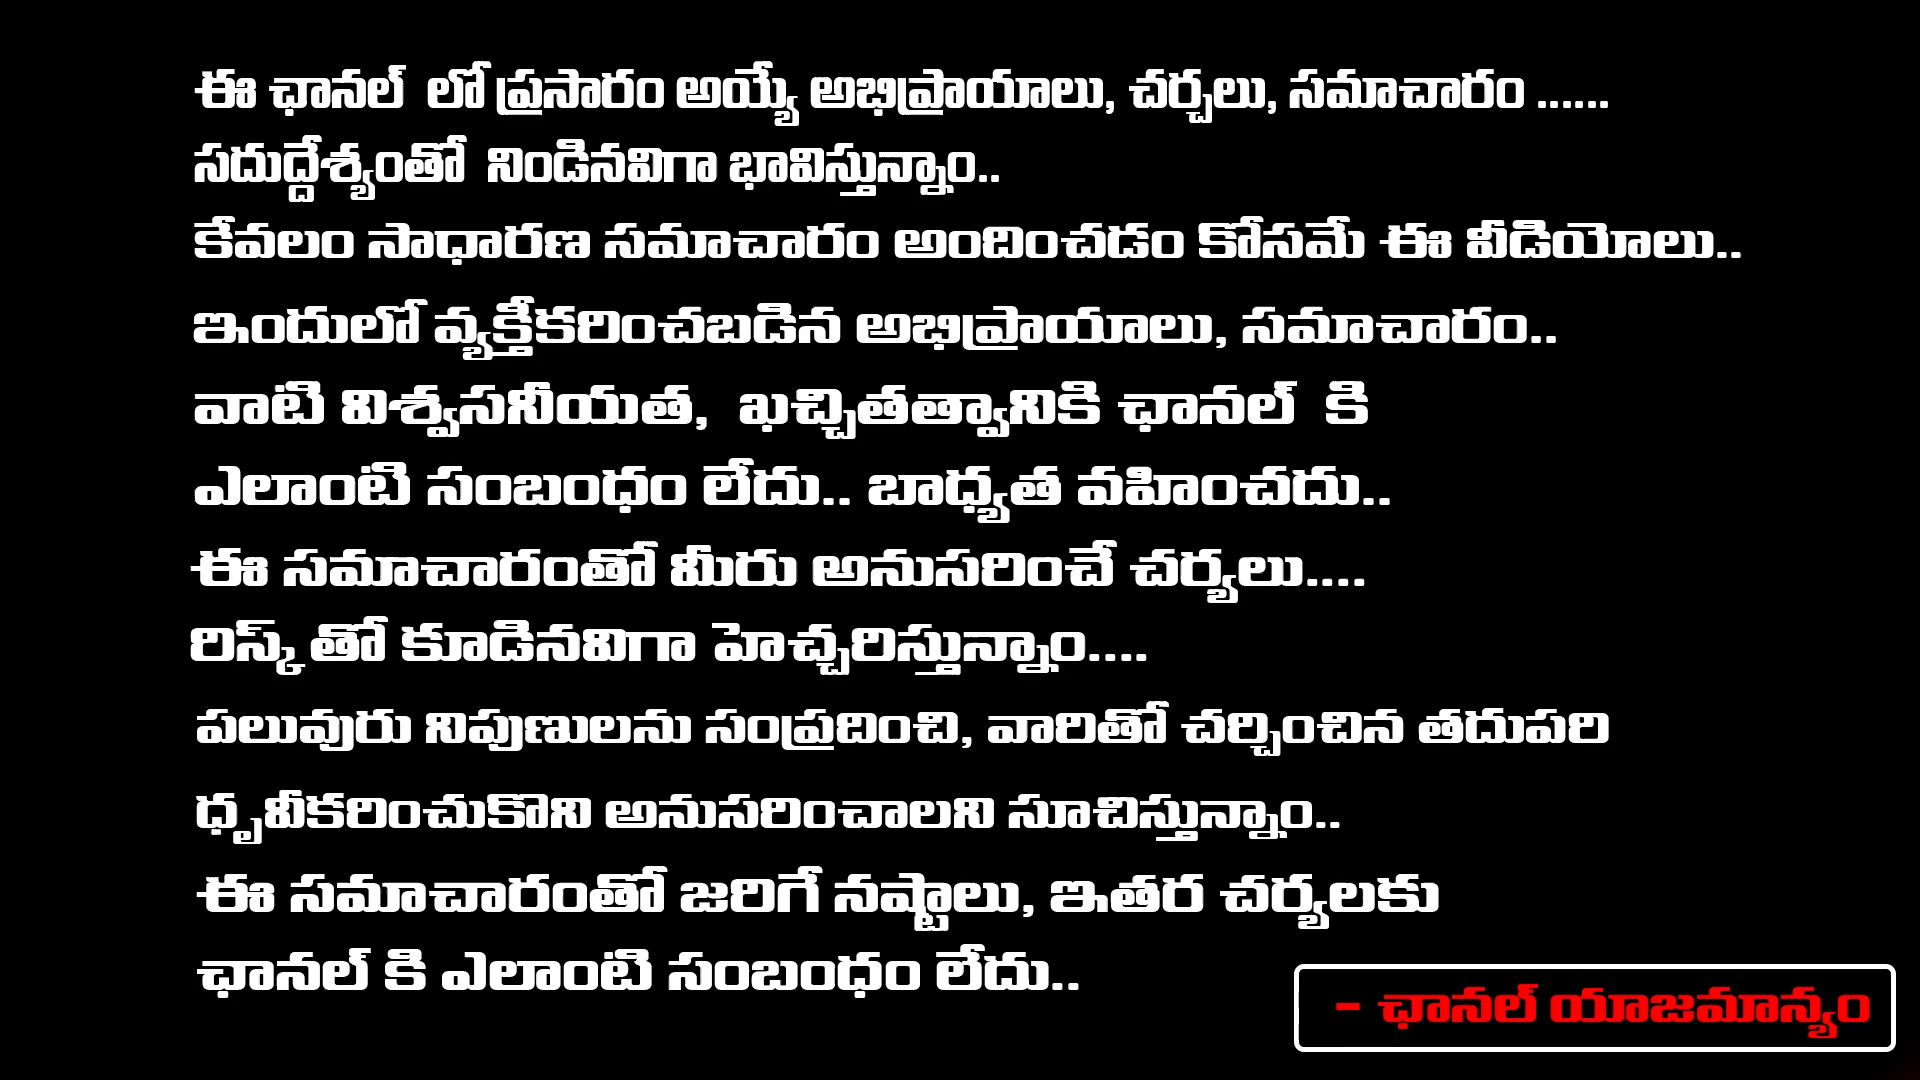 ఈ ఛానల్ లో ప్రసారం అయ్యే అభిప్రాయాలు, చర్చలు, సమాచారం ......
సదుద్దేశ్యంతో నిండినవిగా భావిస్తున్నాం..
కేవలం సాధారణ సమాచారం అందించడం కోసమే ఈ వీడియోలు..
ఇందులో వ్యక్తీకరించబడిన అభిప్రాయాలు, సమాచారం..
వాటి విశ్వసనీయత, ఖచ్చితత్వానికి ఛానల్ కి
ఎలాంటి సంబంధం లేదు.. బాధ్యత వహించదు..
ఈ సమాచారంతో మీరు అనుసరించే చర్యలు....
రిస్క్ తో కూడినవిగా హెచ్చరిస్తున్నాం....
పలువురు నిపుణులను సంప్రదించి, వారితో చర్చించిన తదుపరి
ధృవీకరించుకొని అనుసరించాలని సూచిస్తున్నాం..
ఈ సమాచారంతో జరిగే నష్టాలు, ఇతర చర్యలకు
ఛానల్ కి ఎలాంటి సంబంధం లేదు..
- ఛానల్ యాజమాన్యం